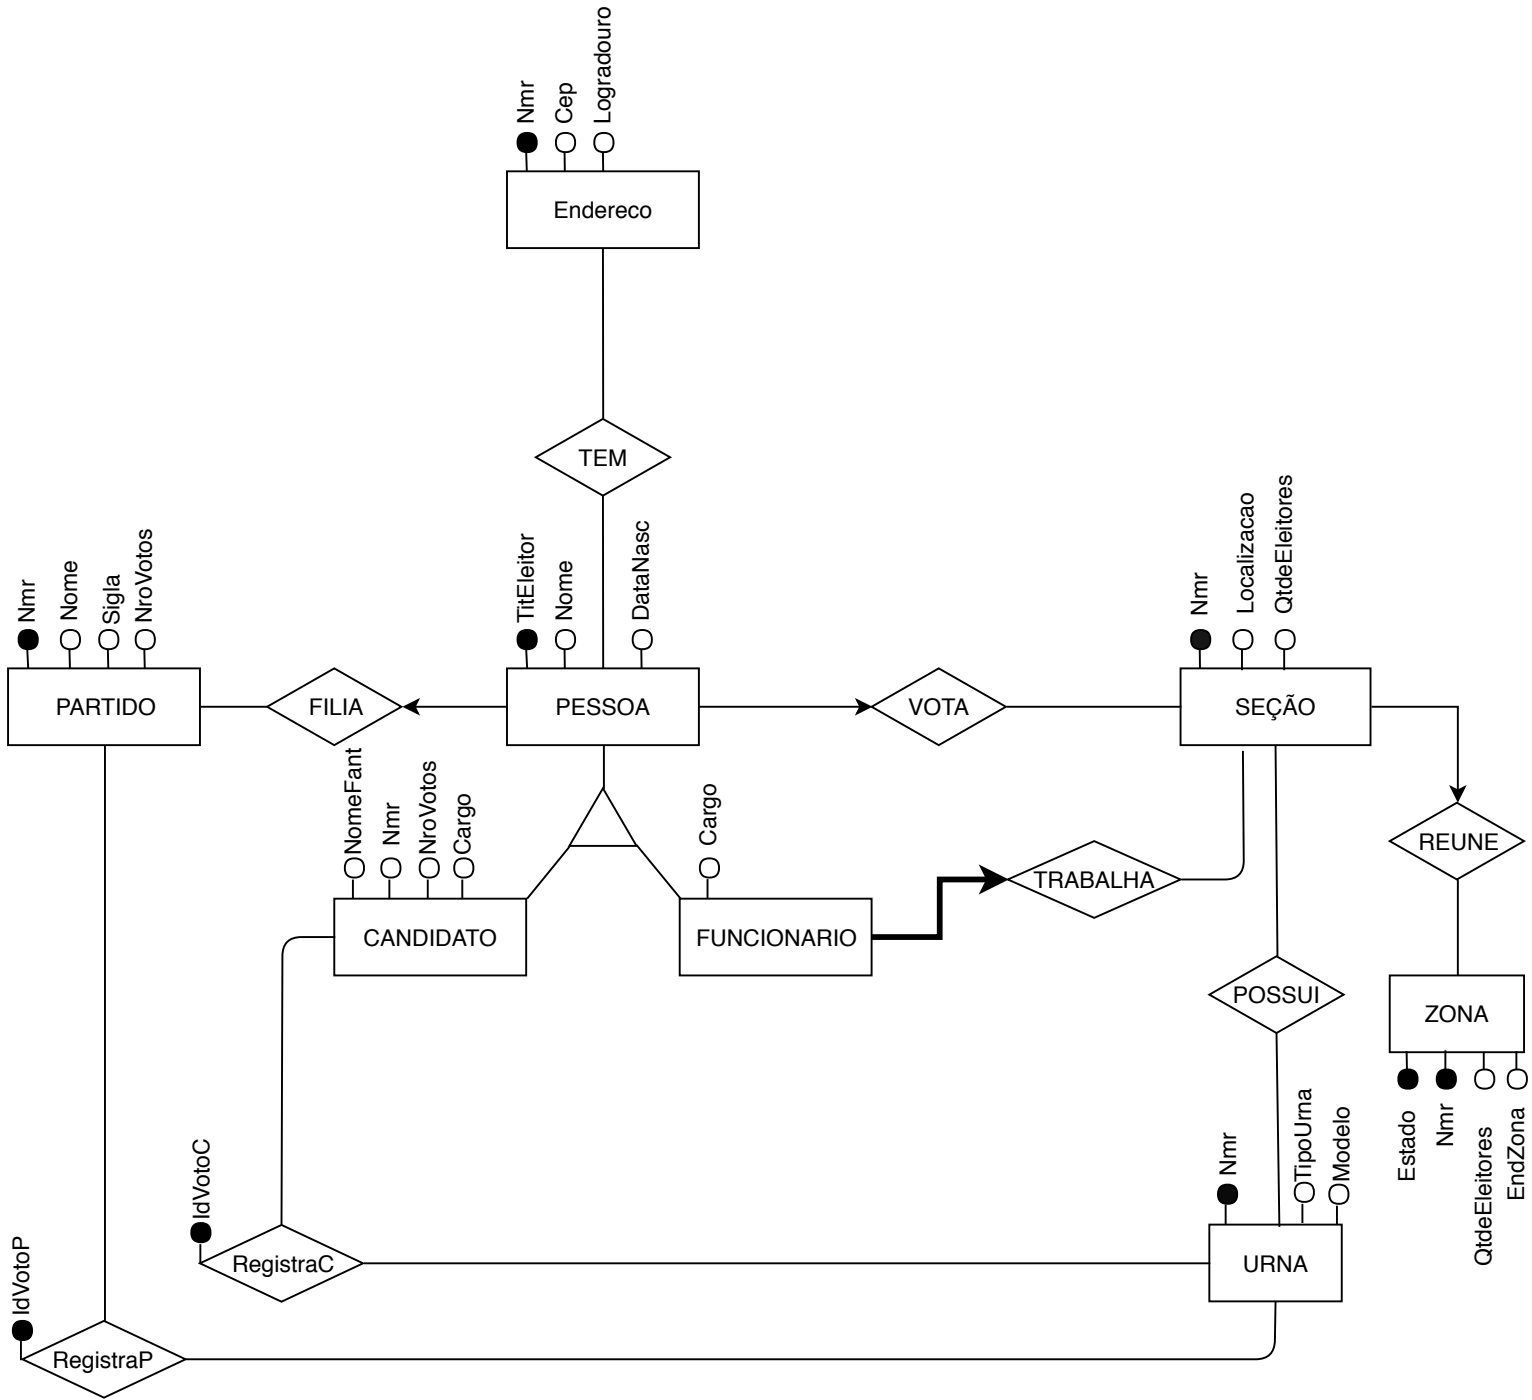 Nmr
Cep
Logradouro
Endereco
TEM
Nmr
Nome
Sigla
NroVotos
TitEleitor
Nome
DataNasc
Nmr
Localizacao
QtdeEleitores
PARTIDO
FILIA
PESSOA
VOTA
SEÇÃO
NomeFant
Nmr
NroVotos
Cargo
Cargo
REUNE
TRABALHA
CANDIDATO
FUNCIONARIO
POSSUI
ZONA
Estado
Nmr
QtdeEleitores
EndZona
Nmr
TipoUrna
Modelo
IdVotoC
RegistraC
URNA
IdVotoP
RegistraP